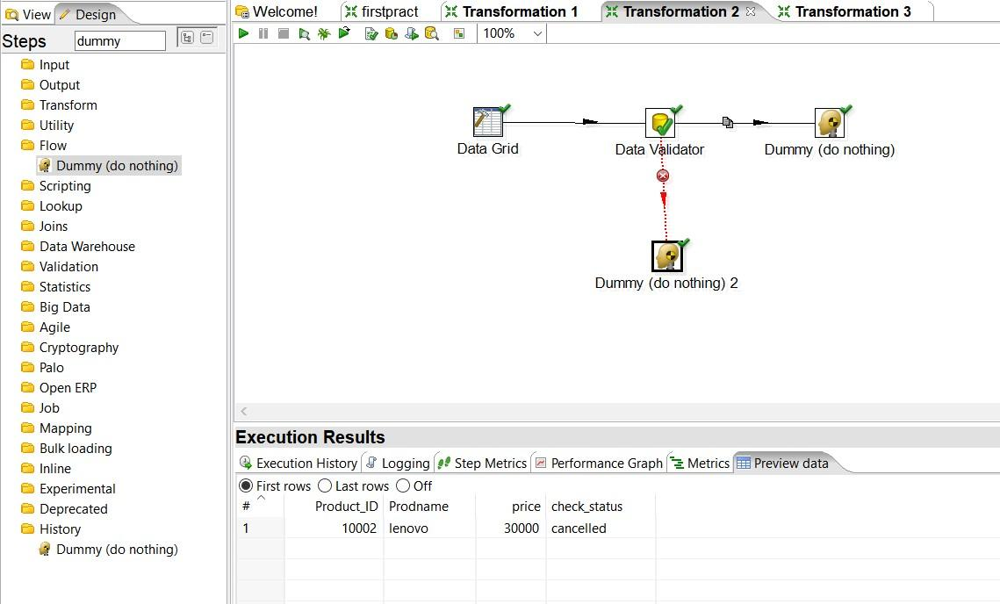 View Design
Steps dummy
Input
Output
Transform
Utility
Flow
Dummy (do nothing)
Scripting
Lookup
Joins
Data Warehouse
Validation
Statistics
Big Data
Agile
Cryptography
Palo
Open ERP
Job
Mapping
Bulk loading
Inline
Experimental
Deprecated
History
Dummy (do nothing)
Welcome! firstpract Transformation 1 Transformation 2 Transformation 3
100%
Data Grid Data Validator Dummy (do nothing)
Dummy (do nothing) 2
Execution Results
Execution History Logging Step Metrics Performance Graph Metrics Preview data
First rows Last rows Off
# Product_ID Prodname price check_status
1 10002 lenovo 30000 cancelled